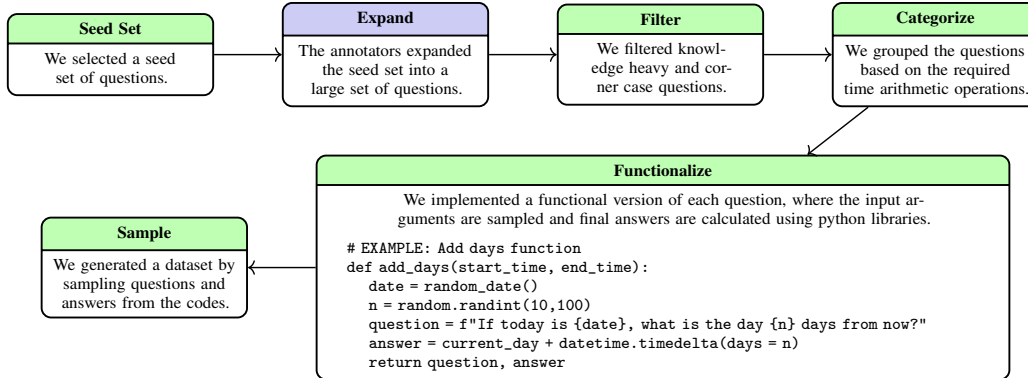 Seed Set
We selected a seed
set of questions.
Expand
The annotators expanded
the seed set into a
large set of questions.
Filter
We filtered knowl-
edge heavy and cor-
ner case questions.
Categorize
We grouped the questions
based on the required
time arithmetic operations.
Functionalize
We implemented a functional version of each question, where the input ar-
guments are sampled and final answers are calculated using python libraries.
# EXAMPLE: Add days function
def add_days(start_time, end_time):
date = random_date()
n = random.randint(10,100)
question = f"If today is {date}, what is the day {n} days from now?"
answer = current_day + datetime.timedelta(days = n)
return question, answer
Sample
We generated a dataset by
sampling questions and
answers from the codes.